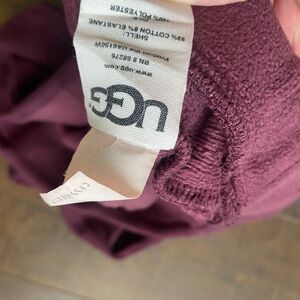 UGG
www.ugg.com
RN # 88276
SHELL:
92% COTTON 8% ELASTANE
100% POLYESTER